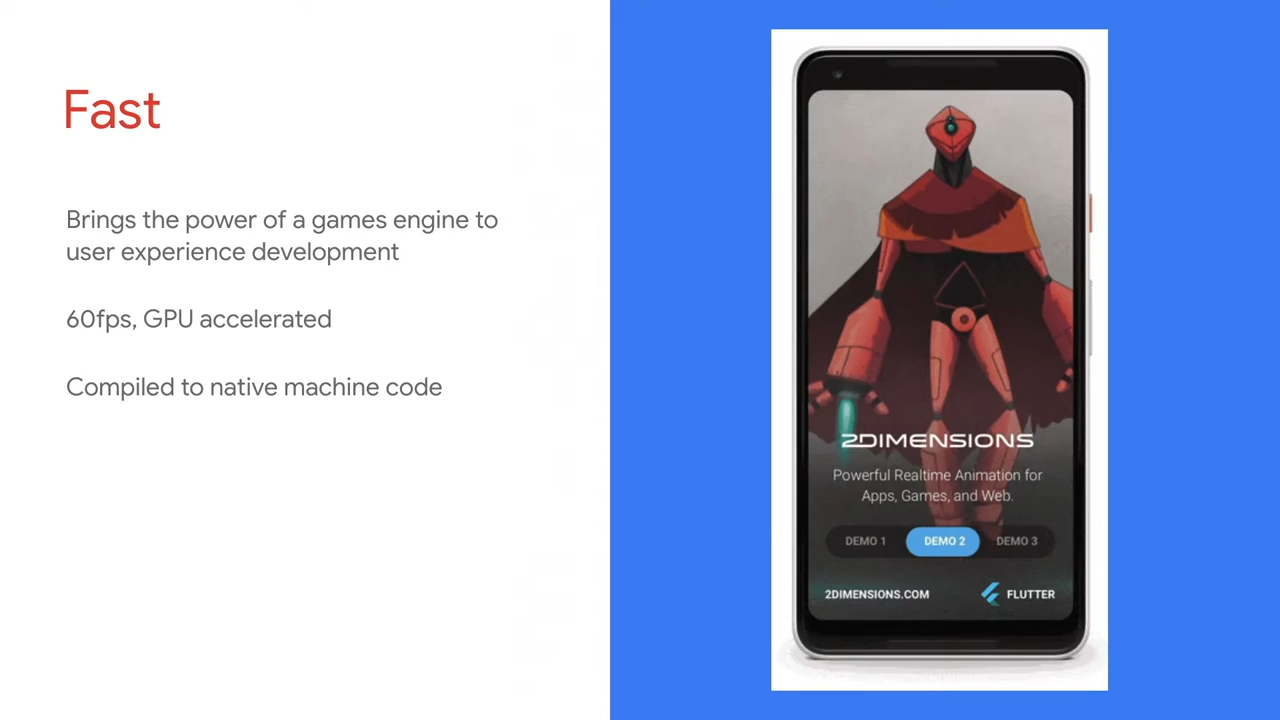 Fast
Brings the power of a games engine to
user experience development
60fps, GPU accelerated
Compiled to native machine code
2DIMENSIONS
Powerful Realtime Animation for
Apps, Games, and Web.
DEMO 1 DEMO 2 DEMO 3
2DIMENSIONS.COM FLUTTER